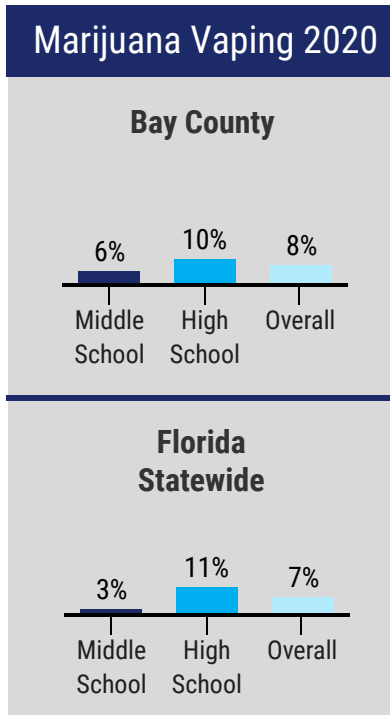 Marijuana Vaping 2020
Bay County
6%
10%
8%
Middle
School
High
School
Overall
Florida
Statewide
3%
11%
7%
Middle
School
High
School
Overall